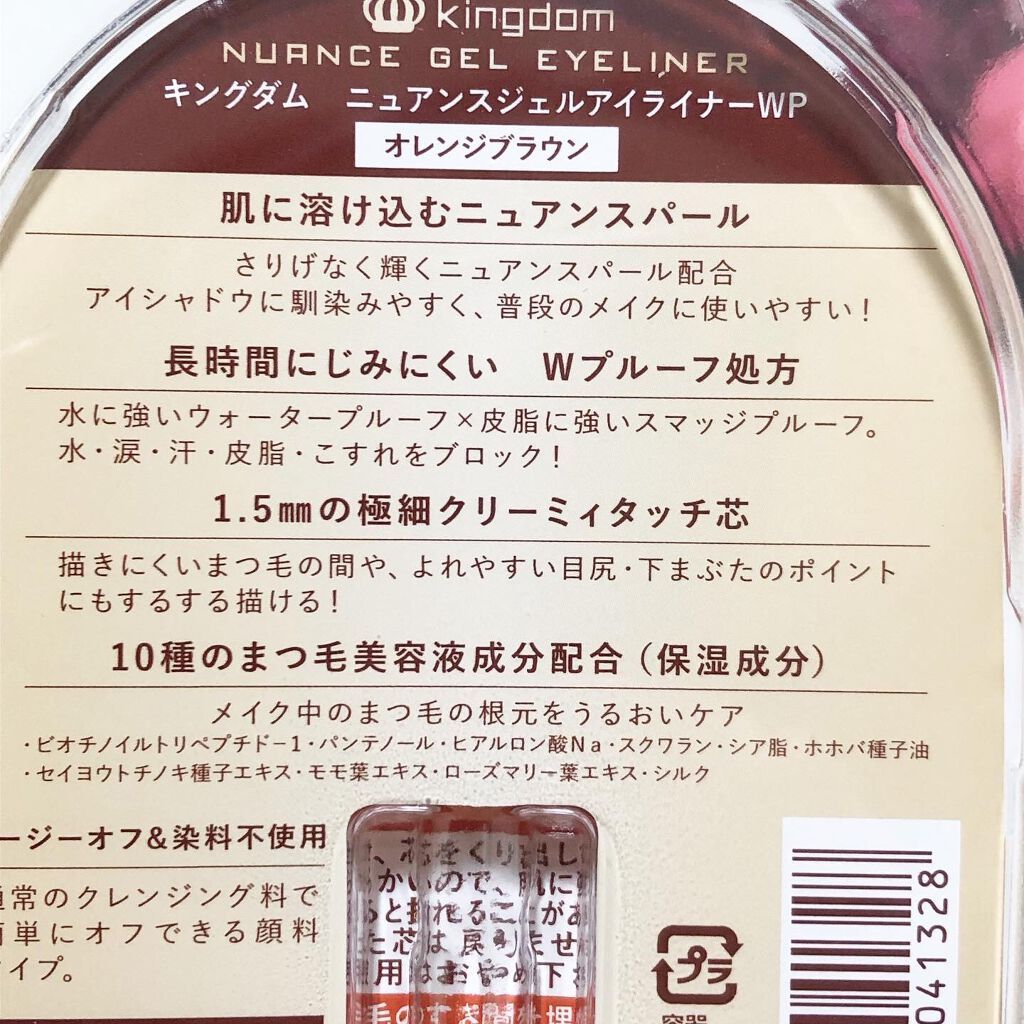 kingdom
NUANCE GEL EYELINER
キングダム ニュアンスジェルアイライナーWP
オレンジブラウン
肌に溶け込むニュアンスパール
さりげなく輝くニュアンスパール配合
アイシャドウに馴染みやすく、普段のメイクに使いやすい!
長時間にじみにくい Wプルーフ処方
水に強いウォータープルーフ×皮脂に強いスマッジプルーフ。
水・涙・汗・皮脂・こすれをブロック!
1.5㎜の極細クリーミィタッチ芯
描きにくいまつ毛の間や、よれやすい目尻・下まぶたのポイント
にもするする描ける!
10種のまつ毛美容液成分配合(保湿成分)
メイク中のまつ毛の根元をうるおいケア
・ビオチノイルトリペプチド−1・パンテノール・ヒアルロン酸Na・スクワラン・シア脂・ホホバ種子油
・セイヨウトチノキ種子エキス・モモ葉エキス・ローズマリー葉エキス・シルク
ージーオフ&染料不使用
通常のクレンジング料で
簡単にオフできる顔料
タイプ。
、芯をくり出し
かいので、肌に
プラ
041328